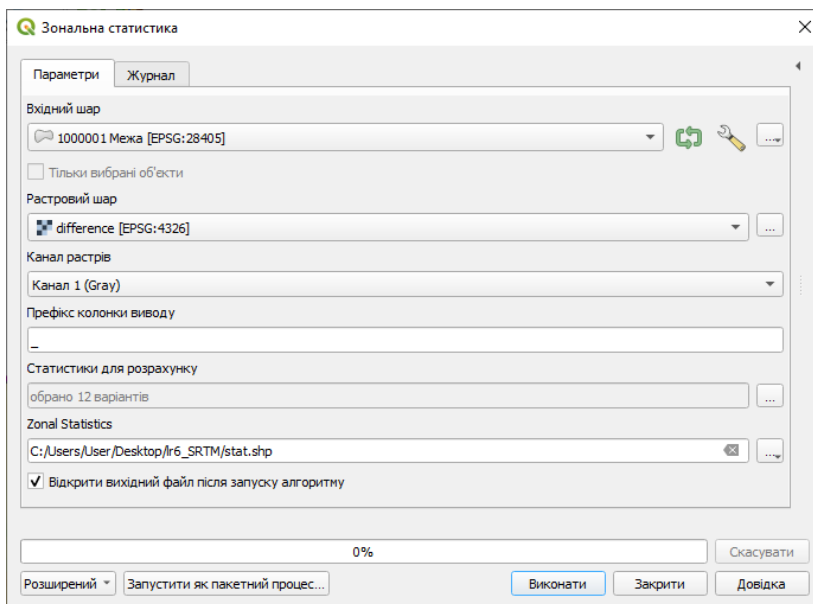 Зональна статистика
Параметри Журнал
Вхідний шар
1000001 Межа [EPSG:28405]
...
Тільки вибрані об'єкти
Растровий шар
difference [EPSG:4326]
...
Канал растрів
Канал 1 (Gray)
Префікс колонки виводу
_
Статистики для розрахунку
обрано 12 варіантів
...
Zonal Statistics
C:/Users/User/Desktop/lr6_SRTM/stat.shp
...
Відкрити вихідний файл після запуску алгоритму
0% Скасувати
Розширений Запустити як пакетний процес... Виконати Закрити Довідка